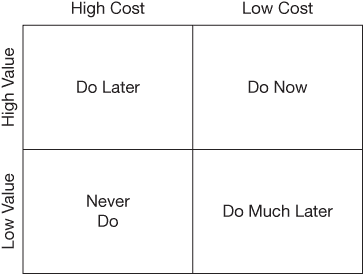 High Cost Low Cost
High Value
Do Later
Do Now
Low Value
Never
Do
Do Much Later